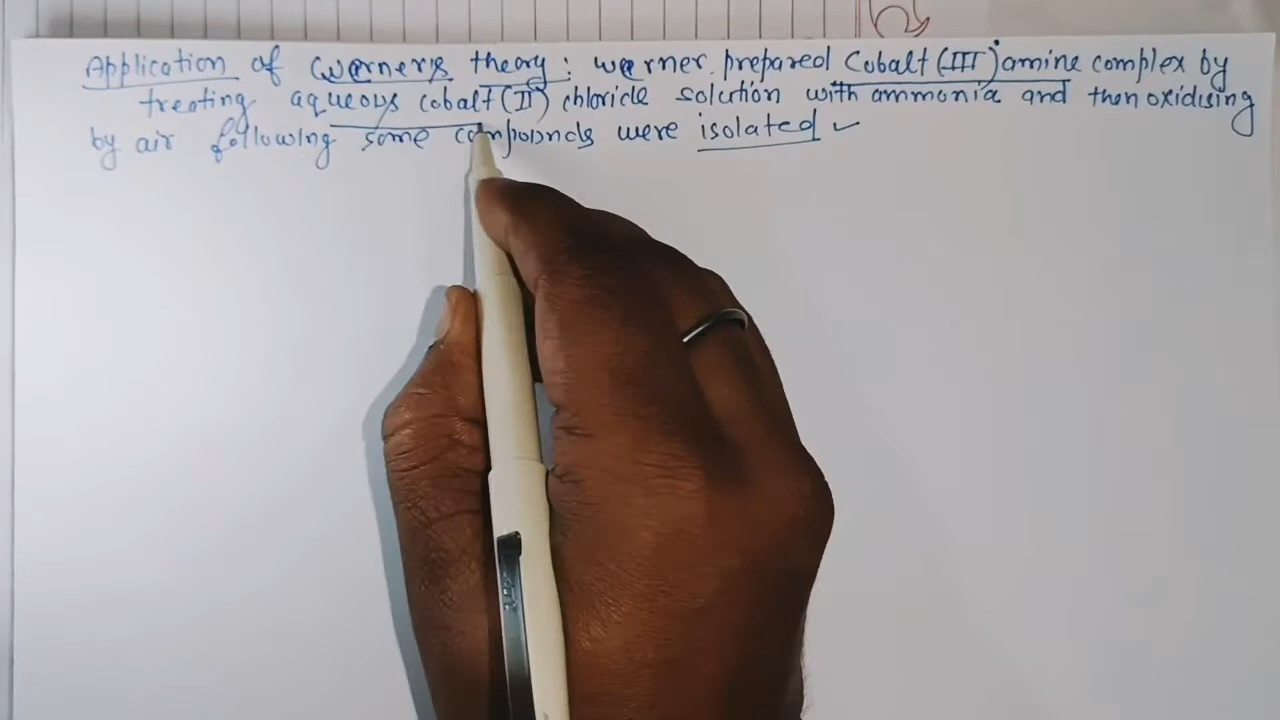 Application of Werner's theory: werner prepared Cobalt (III) amine complex by
treating aqueous cobalt (II) chloride solution with ammonia and then oxidising
by air following some compounds were isolated